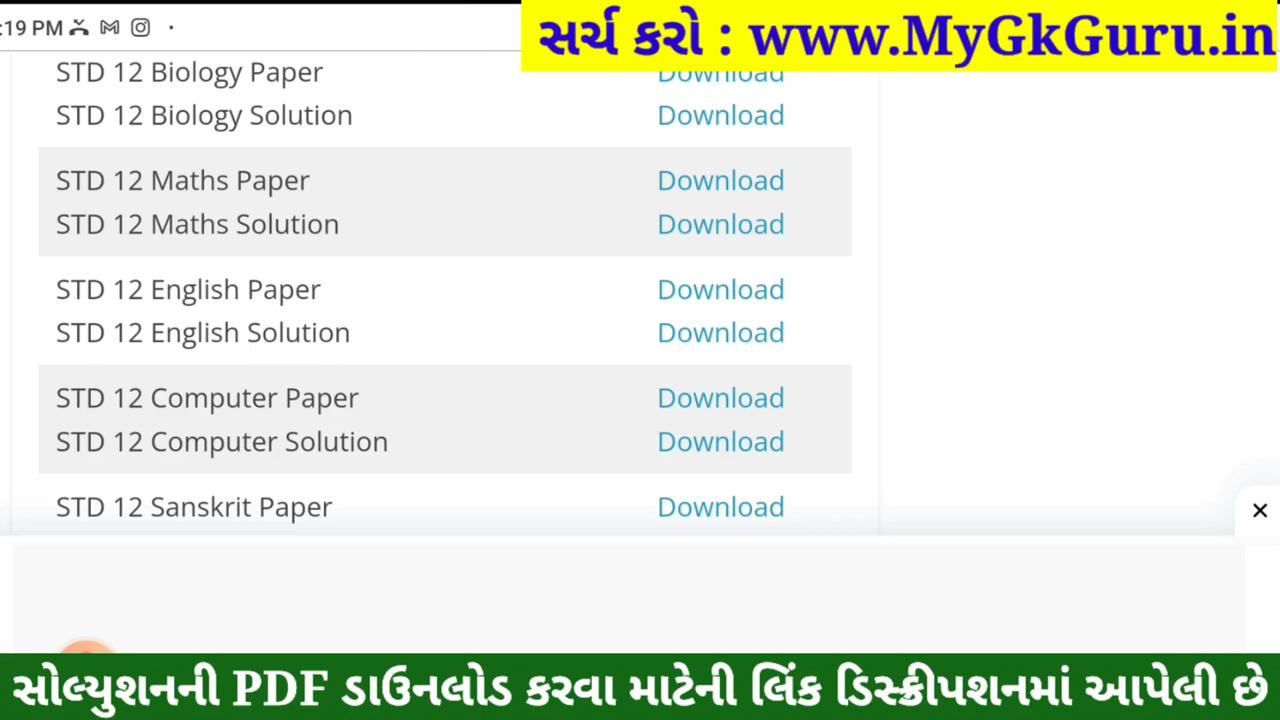 :19 PM
સર્ચ કરો : www.MyGkGuru.in
STD 12 Biology Paper Download
STD 12 Biology Solution Download
STD 12 Maths Paper Download
STD 12 Maths Solution Download
STD 12 English Paper Download
STD 12 English Solution Download
STD 12 Computer Paper Download
STD 12 Computer Solution Download
STD 12 Sanskrit Paper Download
સોલ્યુશનની PDF ડાઉનલોડ કરવા માટેની લિંક ડિસ્ક્રીપશનમાં આપેલી છે